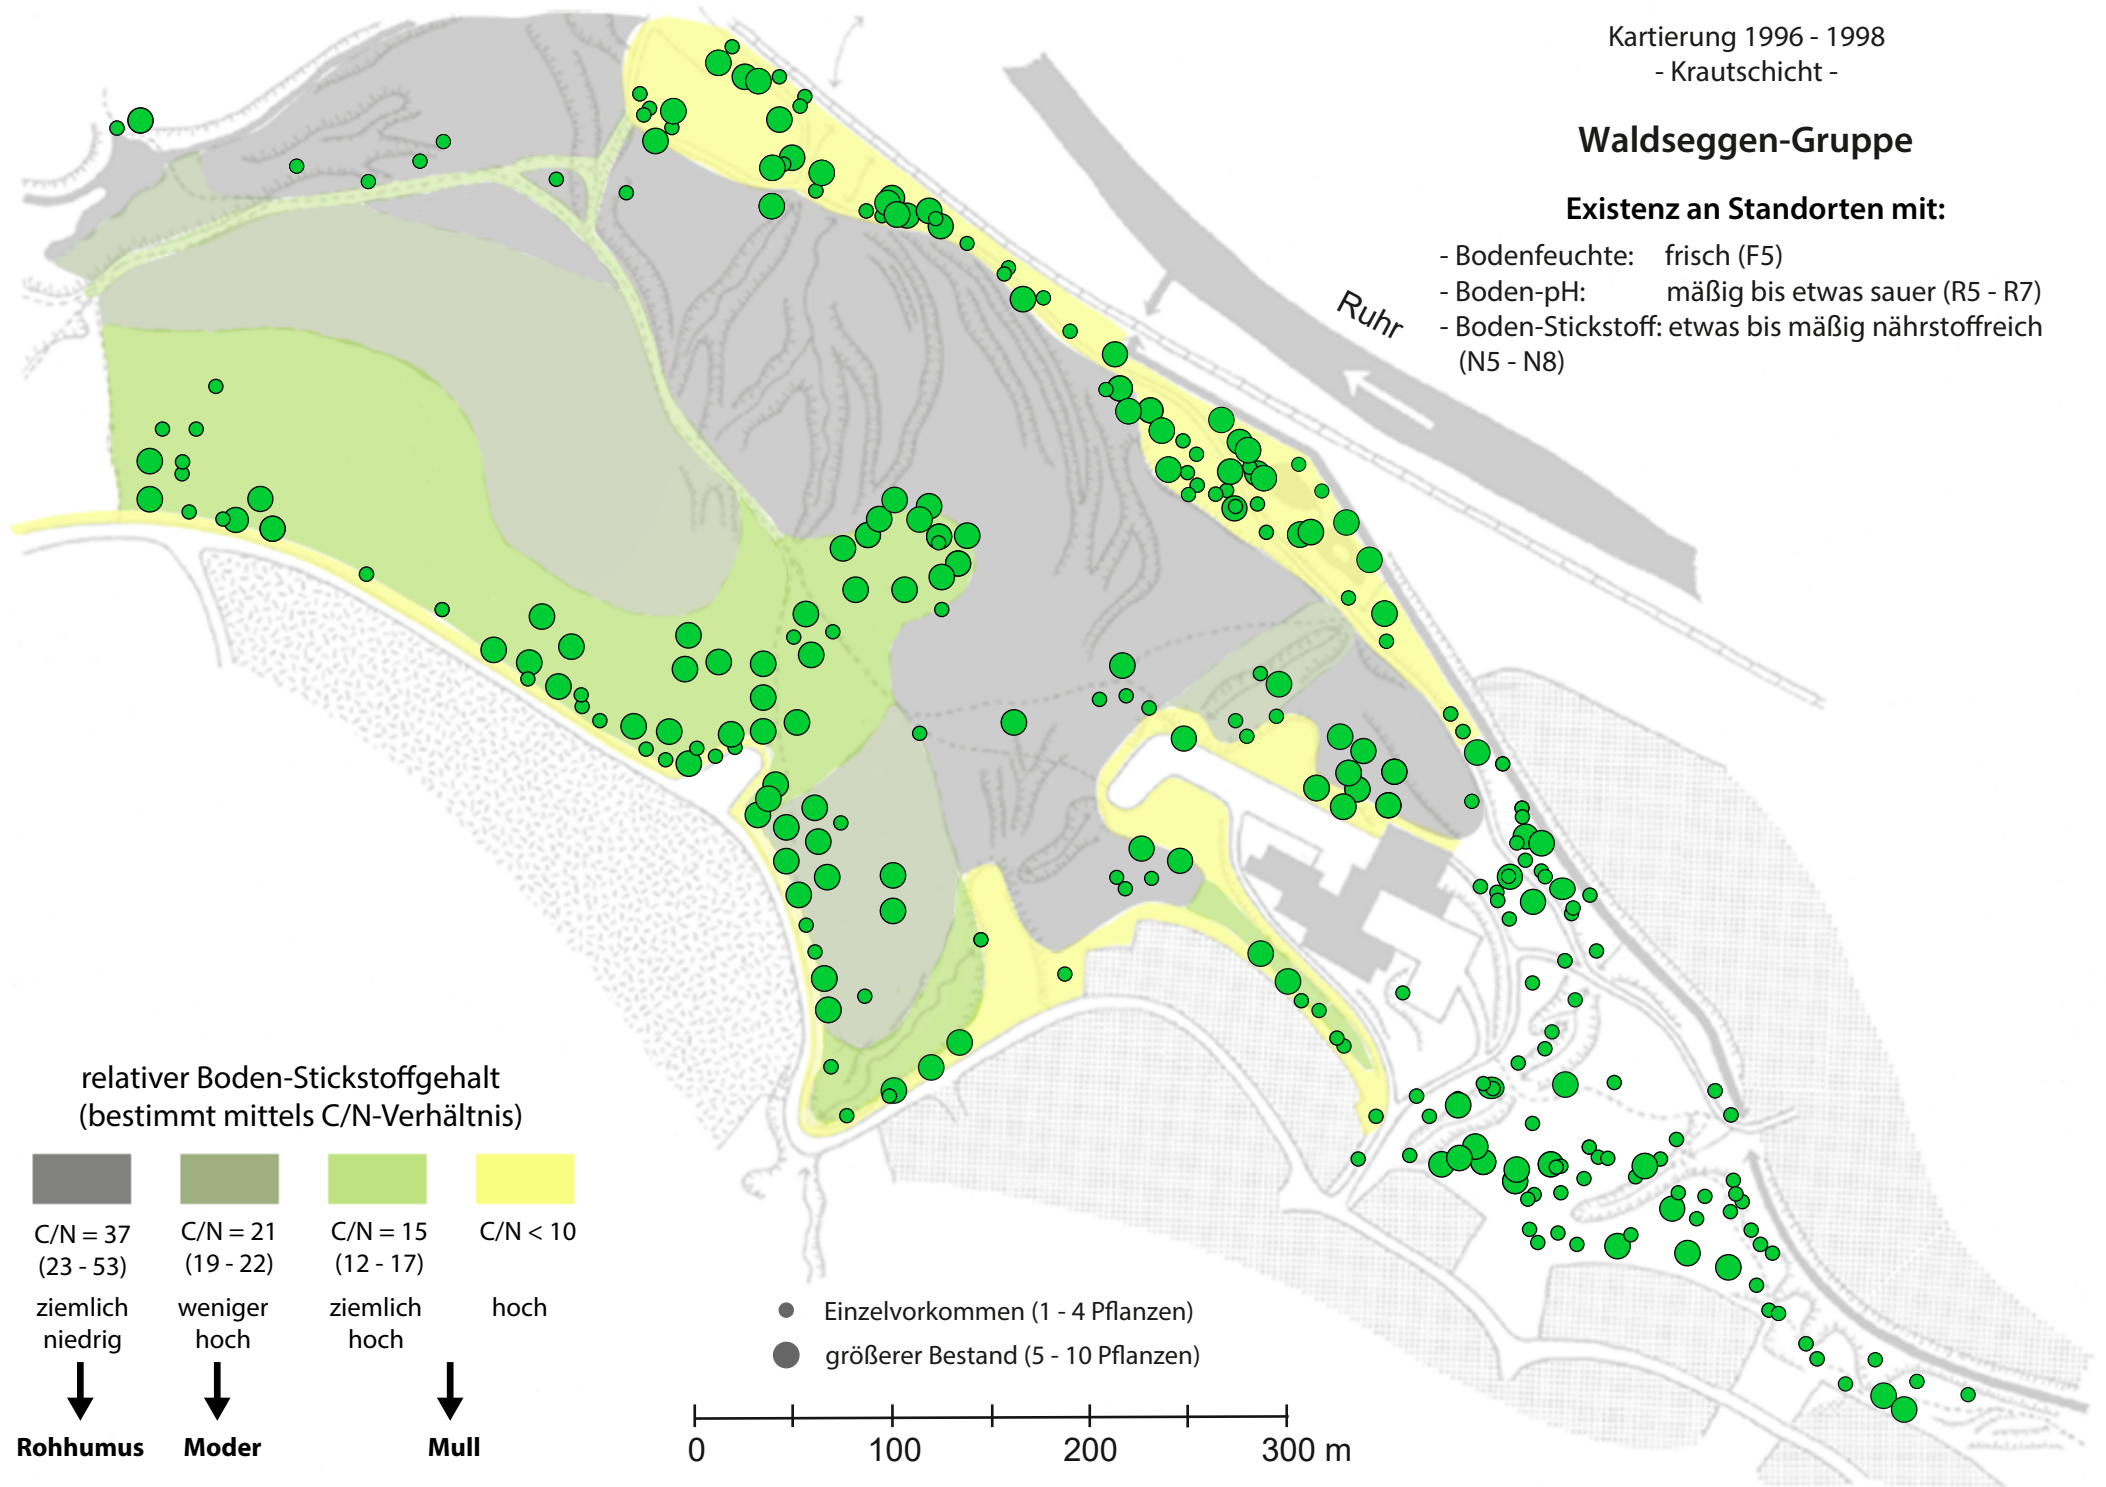 Kartierung 1996 - 1998
- Krautschicht -
Waldseggen-Gruppe
Existenz an Standorten mit:
- Bodenfeuchte: frisch (F5)
- Boden-pH: mäßig bis etwas sauer (R5 - R7)
- Boden-Stickstoff: etwas bis mäßig nährstoffreich
(N5 - N8)
Ruhr
relativer Boden-Stickstoffgehalt
(bestimmt mittels C/N-Verhältnis)
C/N = 37 C/N = 21 C/N = 15 C/N < 10
(23 - 53) (19 - 22) (12 - 17)
ziemlich weniger ziemlich hoch
niedrig hoch hoch
Rohhumus Moder Mull
Einzelvorkommen (1 - 4 Pflanzen)
größerer Bestand (5 - 10 Pflanzen)
0 100 200 300 m